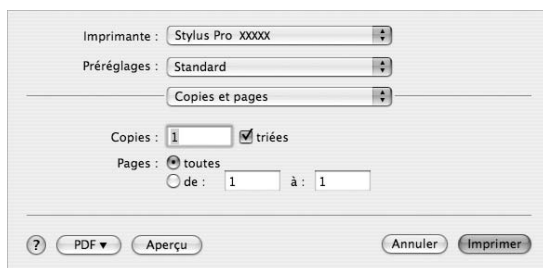 Imprimante : Stylus Pro XXXXX
Préréglages : Standard
Copies et pages
Copies : 1 triées
Pages : toutes
de : 1 à : 1
? PDF ▼ Aperçu Annuler Imprimer